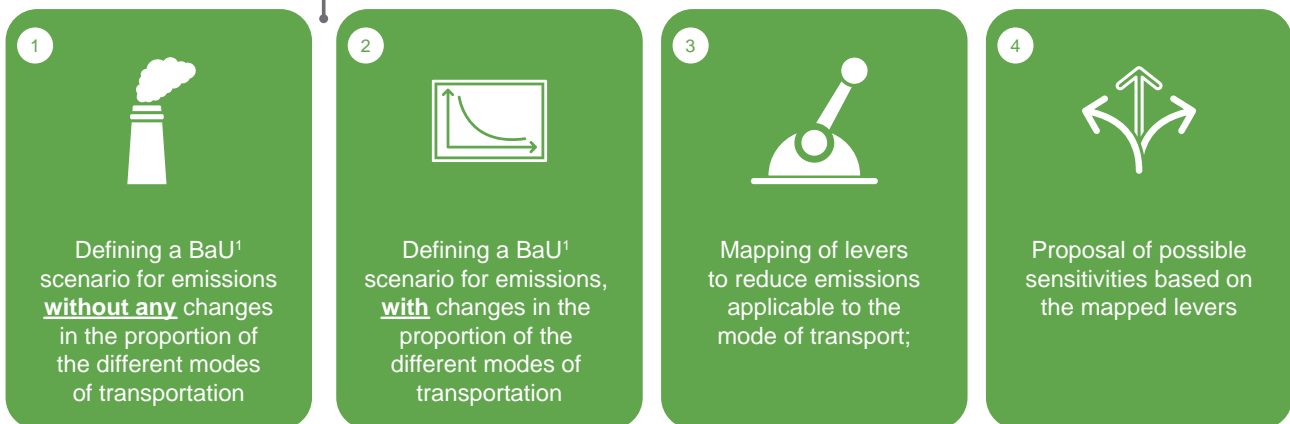 1
Defining a BaU¹
scenario for emissions
without any changes
in the proportion of
the different modes
of transportation
2
Defining a BaU¹
scenario for emissions,
with changes in the
proportion of the
different modes of
transportation
3
Mapping of levers
to reduce emissions
applicable to the
mode of transport;
4
Proposal of possible
sensitivities based on
the mapped levers